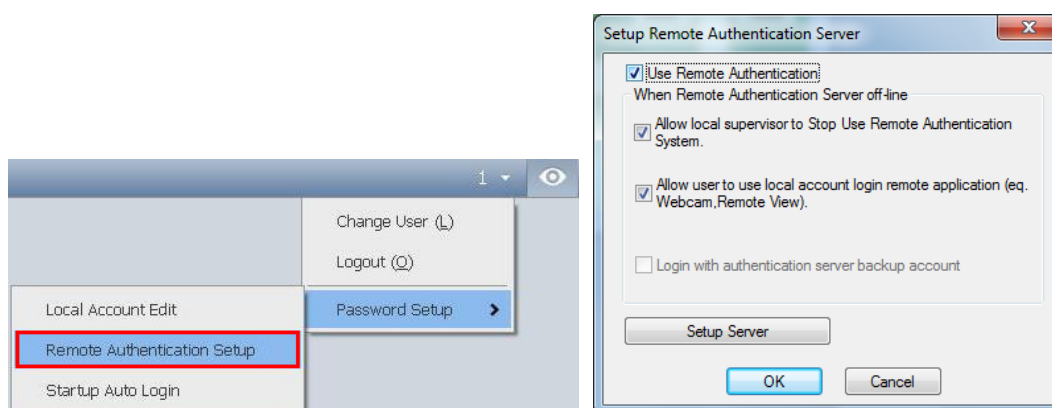 1
Change User (L)
Logout (O)
Password Setup
Local Account Edit
Remote Authentication Setup
Startup Auto Login
Setup Remote Authentication Server
x
Use Remote Authentication
When Remote Authentication Server off-line
Allow local supervisor to Stop Use Remote Authentication
System.
Allow user to use local account login remote application (eq.
Webcam,Remote View).
Login with authentication server backup account
Setup Server
OK
Cancel